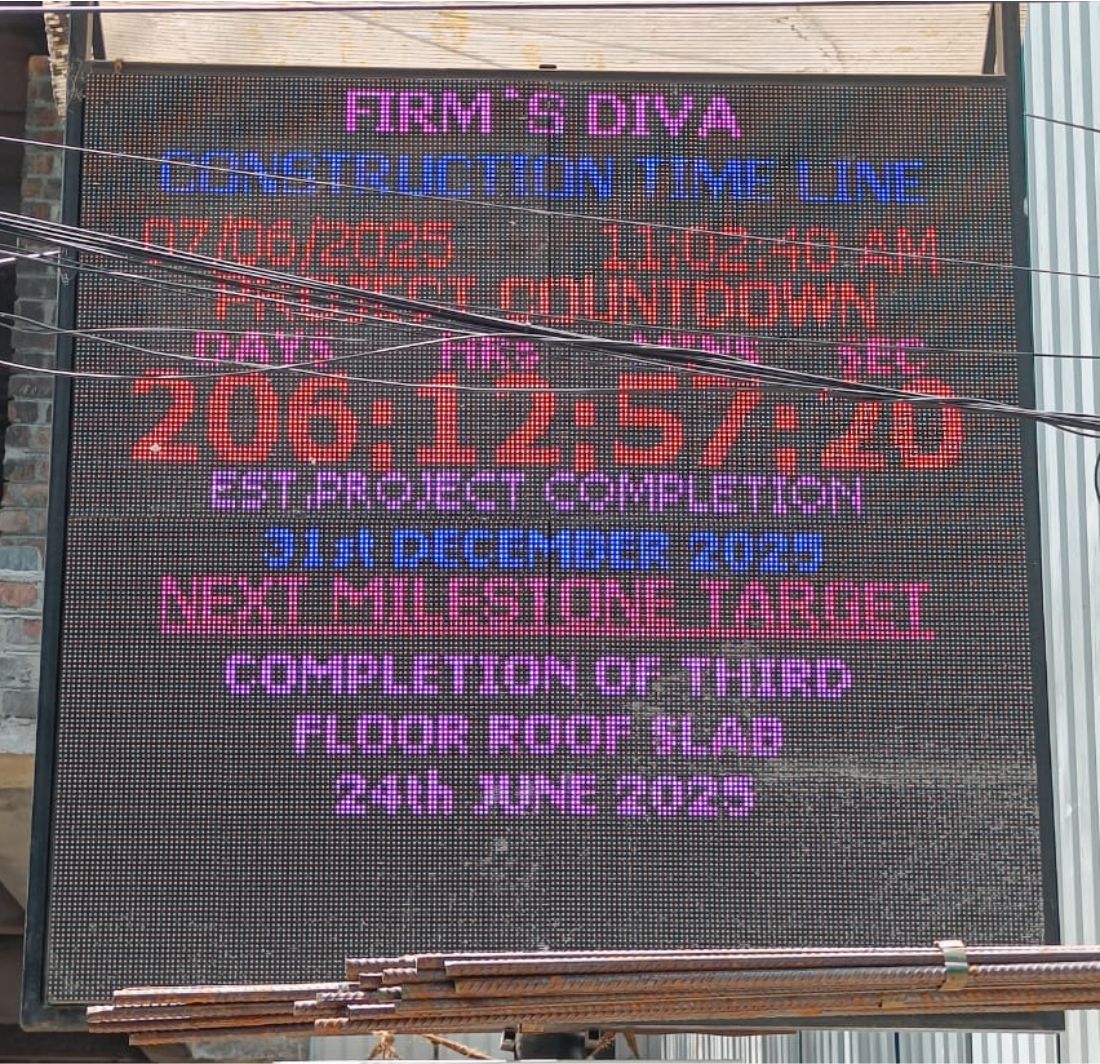 FIRM`S DIVA
CONSTRUCTION TIME LINE
07/06/2025 11:02:40 AM
PROJECT COUNTDOWN
DAYS HRS MINS SEC
206:12:57:20
EST.PROJECT COMPLETION
31st DECEMBER 2025
NEXT MILESTONE TARGET
COMPLETION OF THIRD
FLOOR ROOF SLAB
24th JUNE 2025